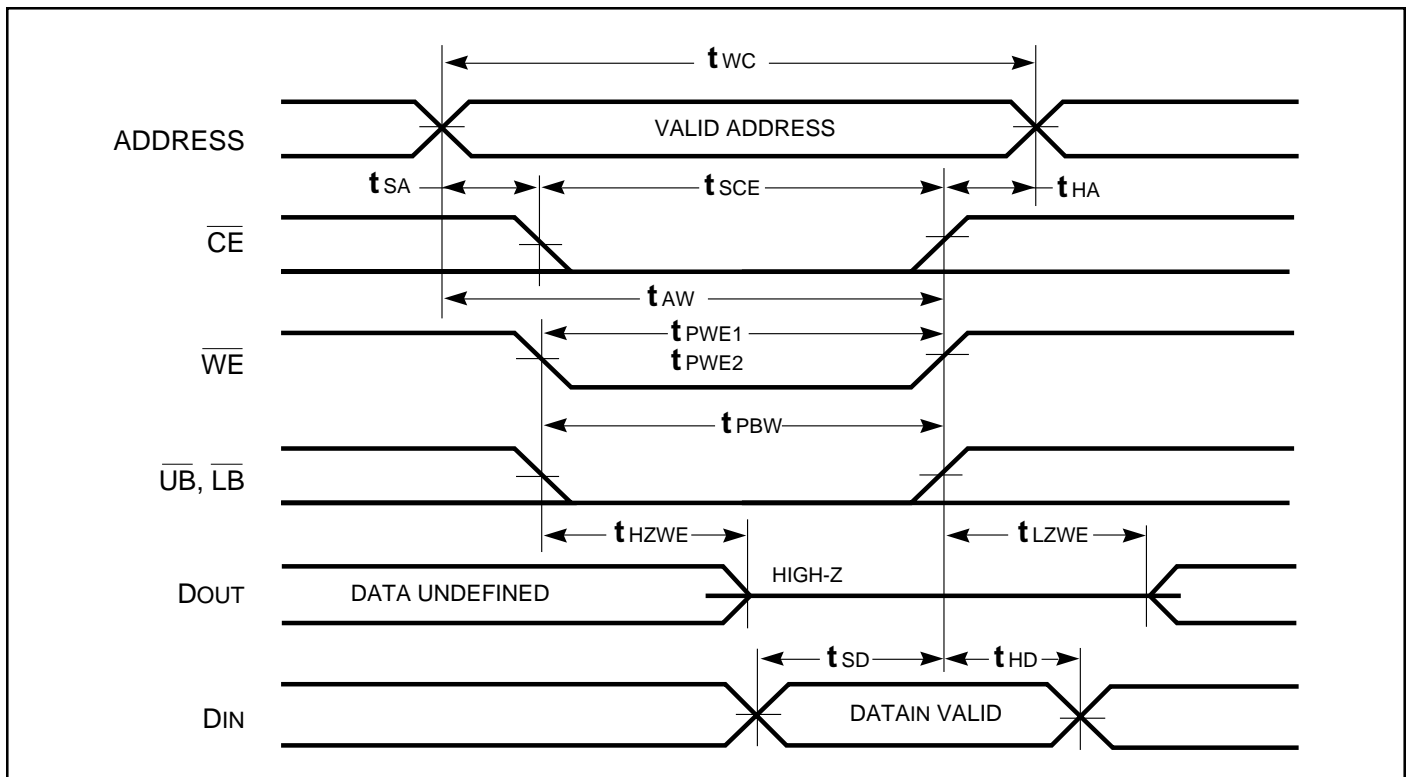 tWC
ADDRESS
VALID ADDRESS
tSA
tSCE
tHA
CE
tAW
tPWE1
tPWE2
WE
tPBW
UB, LB
tHZWE
tLZWE
DOUT
DATA UNDEFINED
HIGH-Z
tSD
tHD
DIN
DATAIN VALID